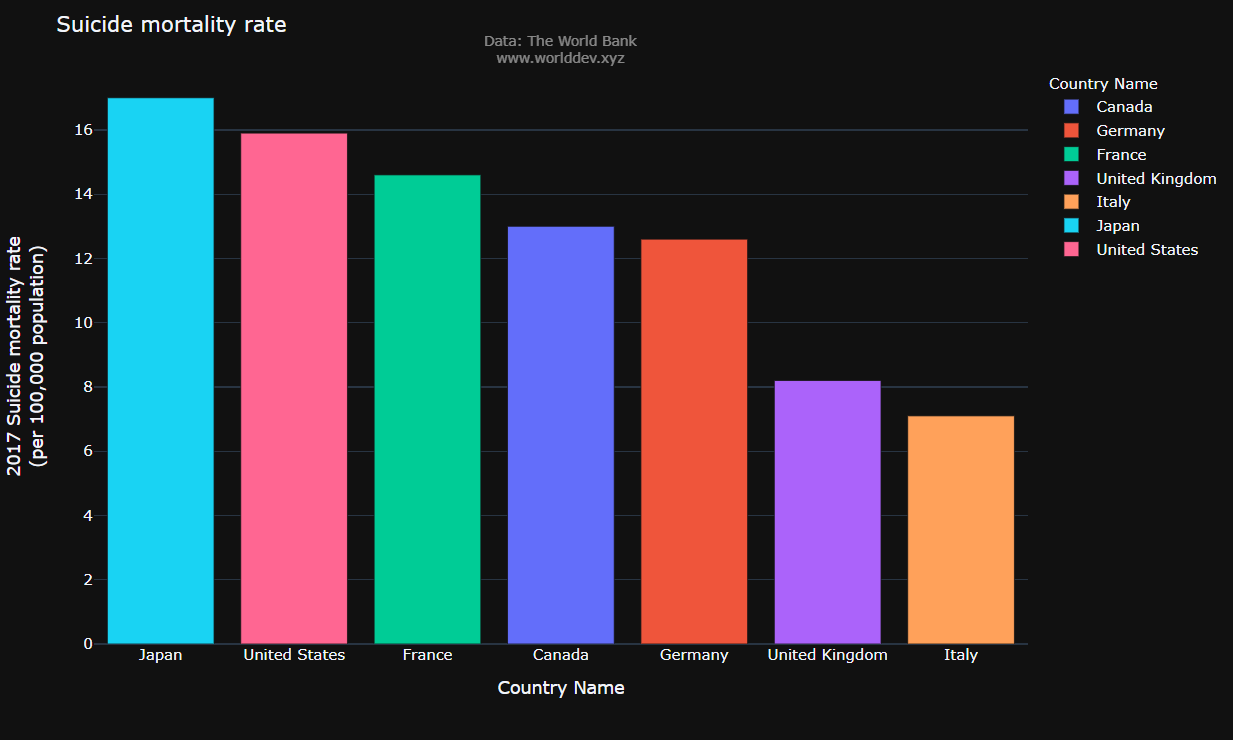 Suicide mortality rate
Data: The World Bank
www.worlddev.xyz
2017 Suicide mortality rate
(per 100,000 population)
16
14
12
10
8
6
4
2
0
Japan
United States
France
Canada
Germany
United Kingdom
Italy
Country Name
Country Name
Canada
Germany
France
United Kingdom
Italy
Japan
United States